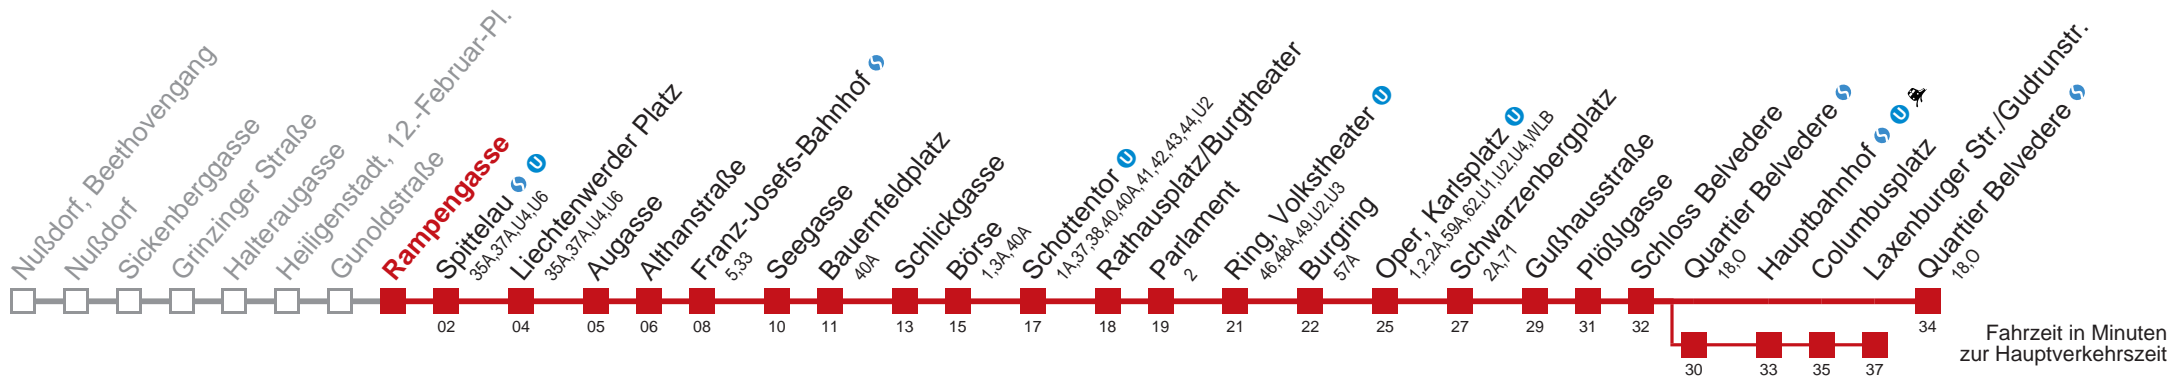 Nußdorf, Beethovengang
Nußdorf
Sickenberggasse
Grinzinger Straße
Halteraugasse
Heiligenstadt, 12.-Februar-Pl.
Gunoldstraße
Rampengasse
Spittelau S U
35A,37A,U4,U6
Liechtenwerder Platz
35A,37A,U4,U6
Augasse
Althanstraße
Franz-Josefs-Bahnhof S
5,33
Seegasse
Bauernfeldplatz
40A
Schlickgasse
Börse
1,3A,40A
Schottentor U
1A,37,38,40,40A,41,42,43,44,U2
Rathausplatz/Burgtheater
Parlament
2
Ring, Volkstheater U
46,48A,49,U2,U3
Burgring
57A
Oper, Karlsplatz U
1,2,2A,59A,62,U1,U2,U4,WLB
Schwarzenbergplatz
2A,71
Gußhausstraße
Plößlgasse
Schloss Belvedere
Quartier Belvedere S
18,O
Hauptbahnhof S U
Columbusplatz
Laxenburger Str./Gudrunstr.
Quartier Belvedere S
18,O
02 04 05 06 08 10 11 13 15 17 18 19 21 22 25 27 29 31 32 34
30 33 35 37
Fahrzeit in Minuten
zur Hauptverkehrszeit